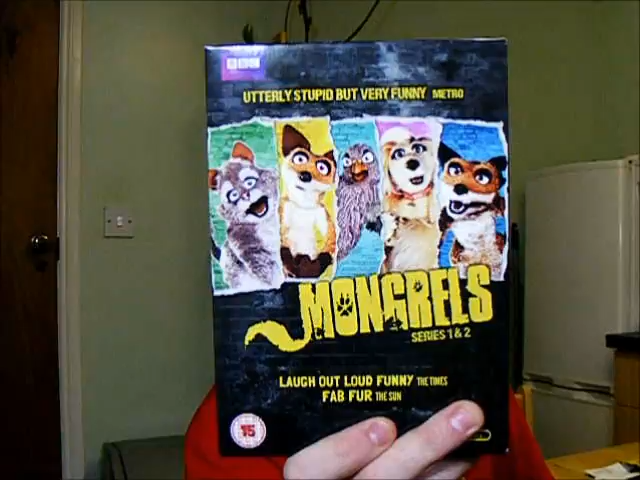 BBC
UTTERLY STUPID BUT VERY FUNNY METRO
MONGRELS
SERIES 1 & 2
LAUGH OUT LOUD FUNNY THE TIMES
FAB FUR THE SUN
15